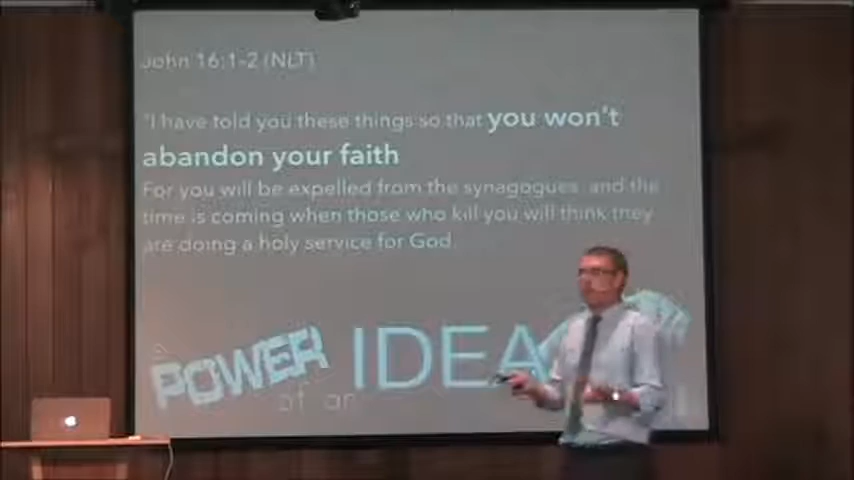 John 16:1-2 (NLT)
"I have told you these things so that you won't
abandon your faith
For you will be expelled from the synagogues, and the
time is coming when those who kill you will think they
are doing a holy service for God.
POWER
of an
IDEA